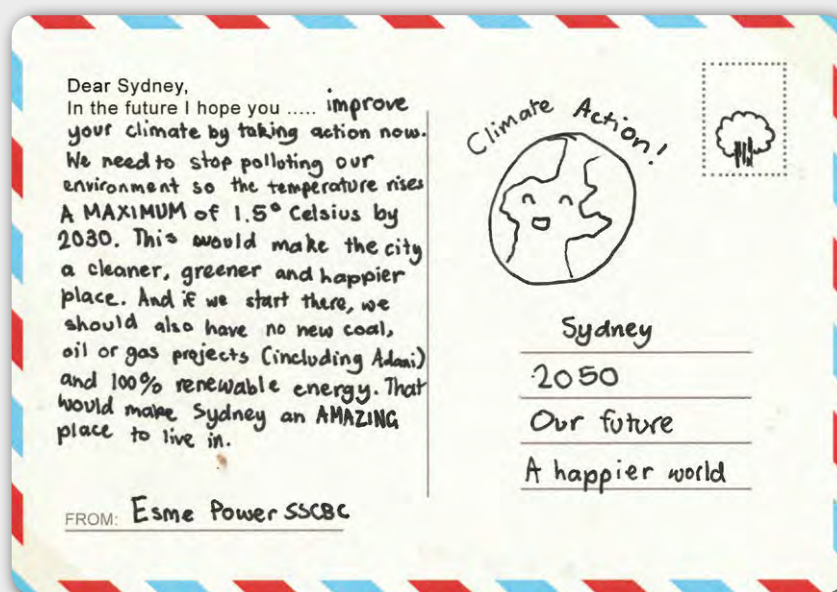 Dear Sydney,
In the future I hope you ..... improve
your climate by taking action now.
We need to stop polloting our
environment so the temperature rises
A MAXIMUM of 1.5° Celsius by
2030. This would make the city
a cleaner, greener and happier
place. And if we start there, we
should also have no new coal,
oil or gas projects (including Adani)
and 100% renewable energy. That
would make Sydney an AMAZING
place to live in.
FROM: Esme Power SSCBC
Climate Action!
Sydney
2050
Our future
A happier world